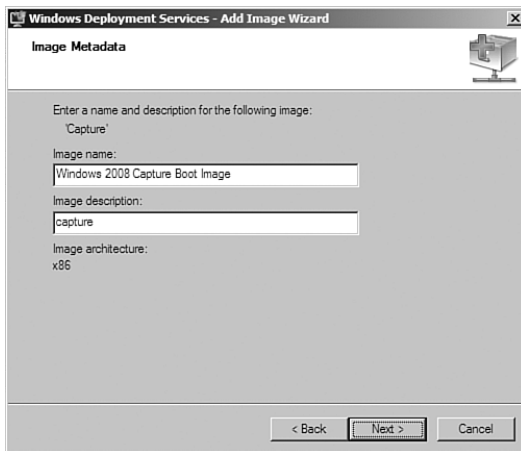 Windows Deployment Services - Add Image Wizard
Image Metadata
Enter a name and description for the following image:
'Capture'
Image name:
Windows 2008 Capture Boot Image
Image description:
capture
Image architecture:
x86
< Back Next > Cancel